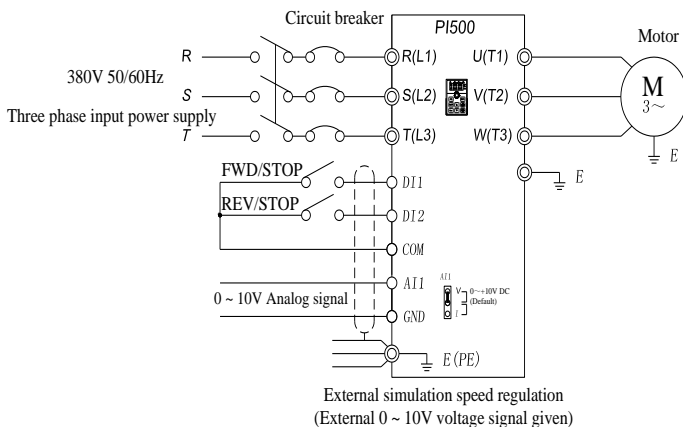 Circuit breaker
PI500
Motor
R
R(L1)
U(T1)
380V 50/60Hz
M
3~
S
S(L2)
V(T2)
Three phase input power supply
T
T(L3)
W(T3)
E
FWD/STOP
DI1
E
REV/STOP
DI2
COM
AI1
AI1
V
0~+10V DC
(Default)
I
0 ~ 10V Analog signal
GND
E(PE)
External simulation speed regulation
(External 0 ~ 10V voltage signal given)